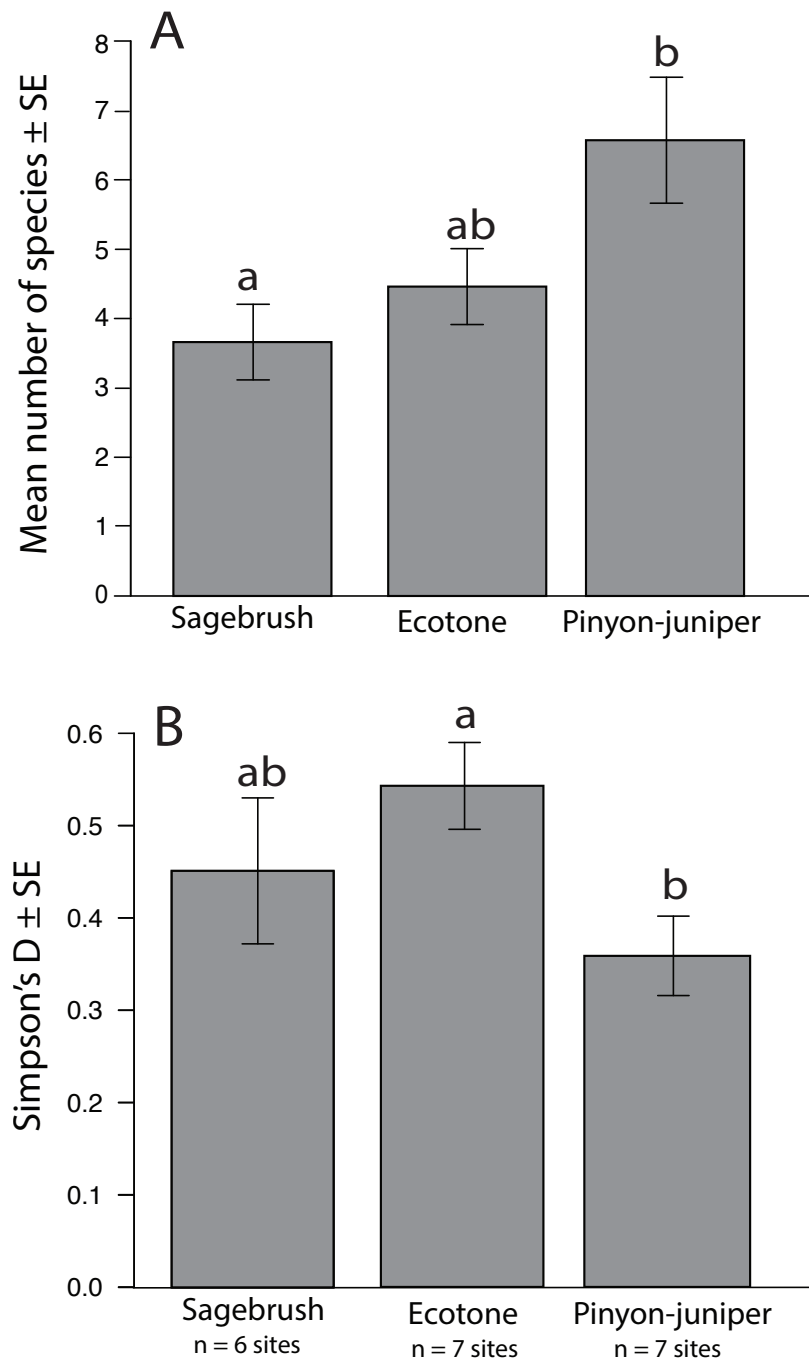 A
Mean number of species ± SE
8
7
6
5
4
3
2
1
0
a
ab
b
Sagebrush
Ecotone
Pinyon-juniper
B
Simpson's D ± SE
0.6
0.5
0.4
0.3
0.2
0.1
0.0
ab
a
b
Sagebrush
n = 6 sites
Ecotone
n = 7 sites
Pinyon-juniper
n = 7 sites